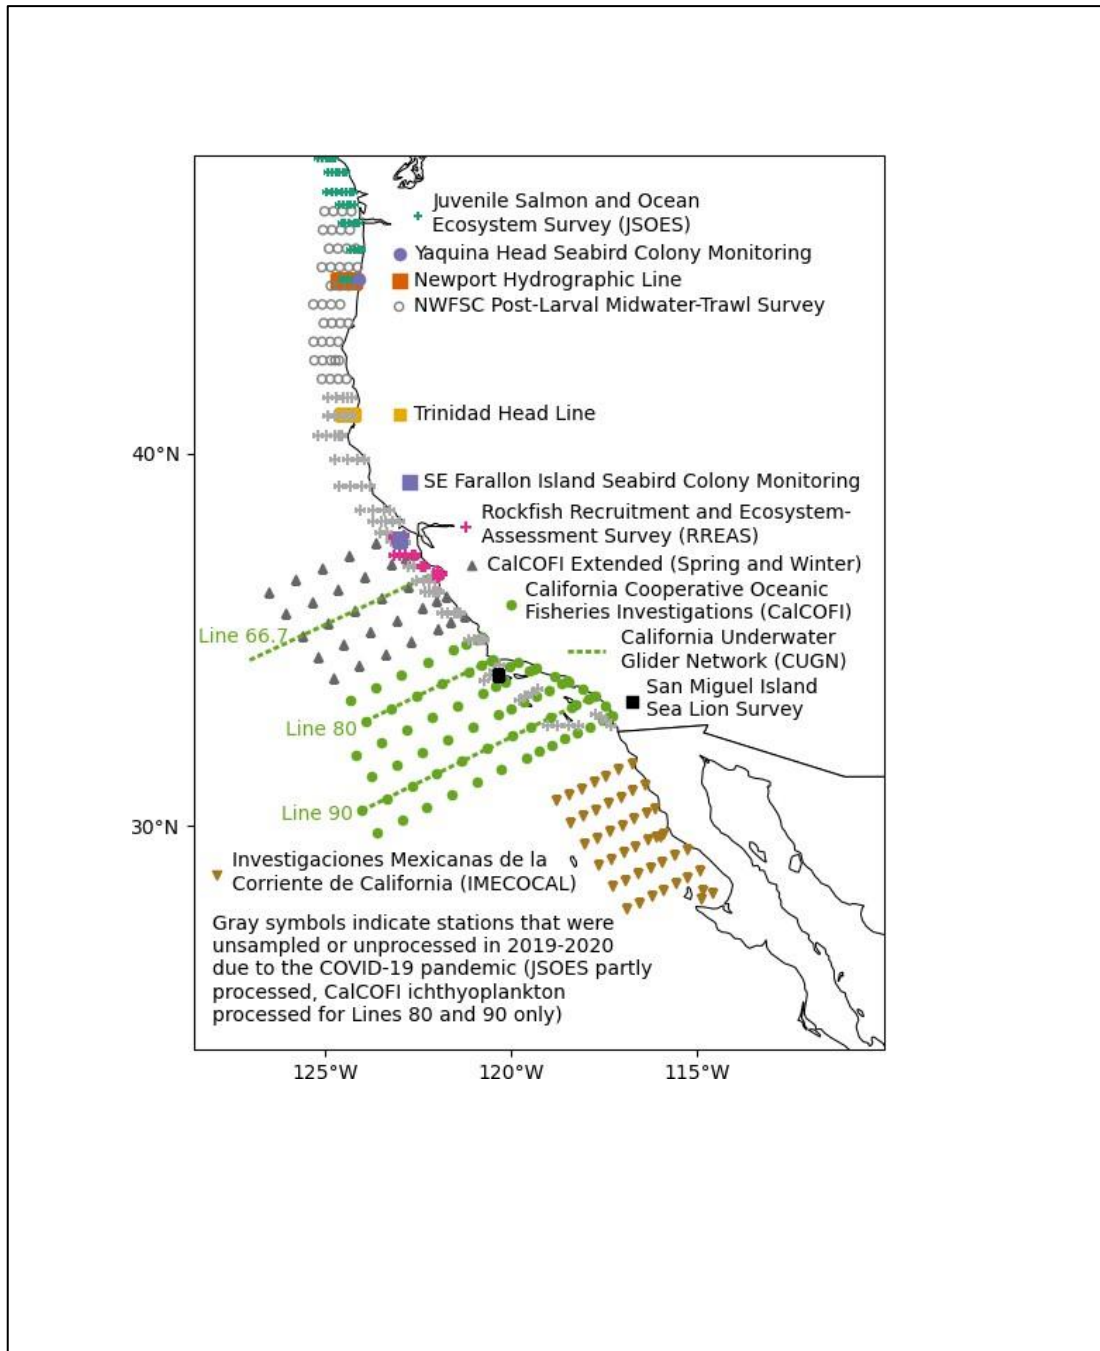 Juvenile Salmon and Ocean
Ecosystem Survey (JSOES)
Yaquina Head Seabird Colony Monitoring
Newport Hydrographic Line
NWFSC Post-Larval Midwater-Trawl Survey
Trinidad Head Line
40°N
SE Farallon Island Seabird Colony Monitoring
Rockfish Recruitment and Ecosystem-
Assessment Survey (RREAS)
CalCOFI Extended (Spring and Winter)
California Cooperative Oceanic
Fisheries Investigations (CalCOFI)
Line 66.7
California Underwater
Glider Network (CUGN)
San Miguel Island
Sea Lion Survey
Line 80
Line 90
30°N
Investigaciones Mexicanas de la
Corriente de California (IMECOCAL)
Gray symbols indicate stations that were
unsampled or unprocessed in 2019-2020
due to the COVID-19 pandemic (JSOES partly
processed, CalCOFI ichthyoplankton
processed for Lines 80 and 90 only)
125°W
120°W
115°W